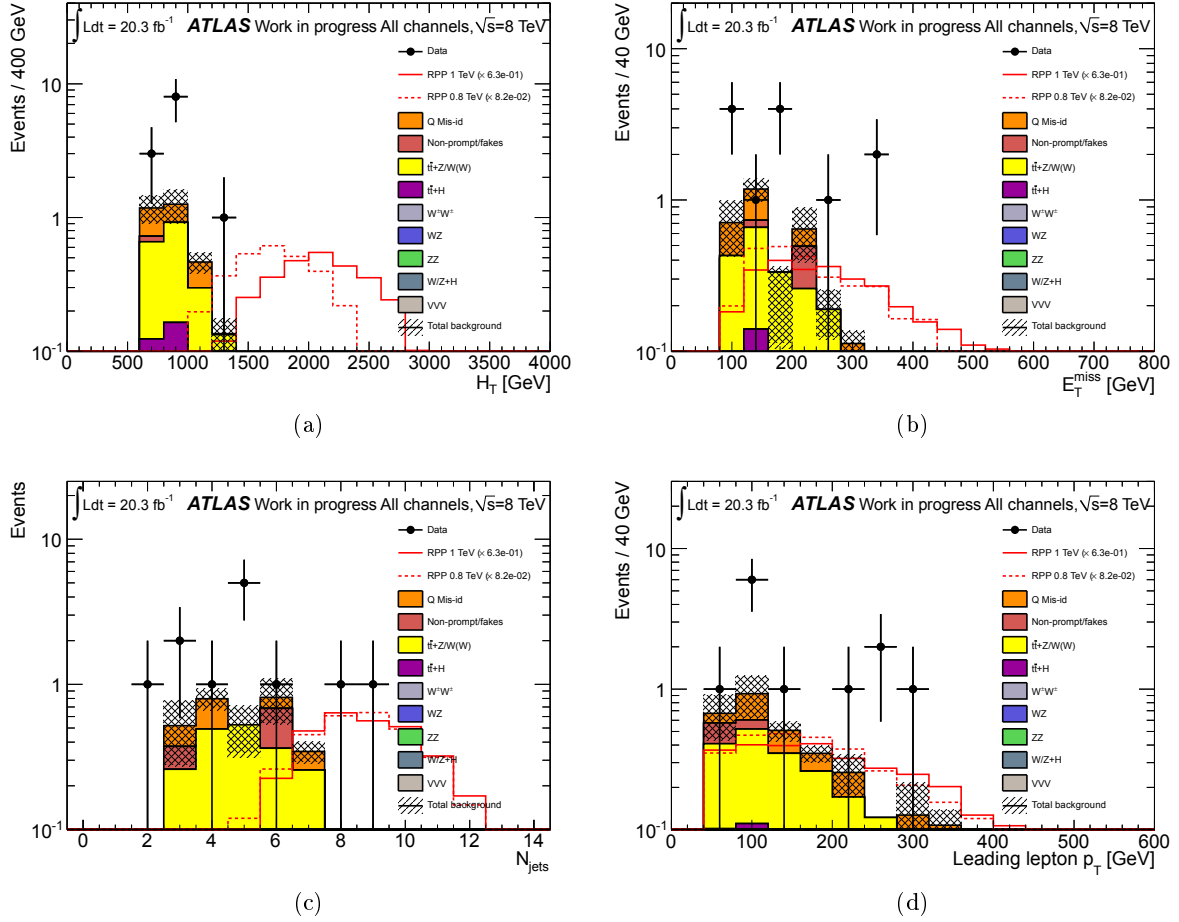 ∫ Ldt = 20.3 fb⁻¹ ATLAS Work in progress All channels, √s=8 TeV
Events / 400 GeV
Data
RPP 1 TeV (× 6.3e-01)
RPP 0.8 TeV (× 8.2e-02)
Q Mis-id
Non-prompt/fakes
tt̄+Z/W(W)
tt̄+H
W±W±
WZ
ZZ
W/Z+H
VVV
Total background
10
1
10⁻¹
0 500 1000 1500 2000 2500 3000 3500 4000
H_T [GeV]
(a)
∫ Ldt = 20.3 fb⁻¹ ATLAS Work in progress All channels, √s=8 TeV
Events / 40 GeV
Data
RPP 1 TeV (× 6.3e-01)
RPP 0.8 TeV (× 8.2e-02)
Q Mis-id
Non-prompt/fakes
tt̄+Z/W(W)
tt̄+H
W±W±
WZ
ZZ
W/Z+H
VVV
Total background
10
1
10⁻¹
0 100 200 300 400 500 600 700 800
E_T^miss [GeV]
(b)
∫ Ldt = 20.3 fb⁻¹ ATLAS Work in progress All channels, √s=8 TeV
Events
Data
RPP 1 TeV (× 6.3e-01)
RPP 0.8 TeV (× 8.2e-02)
Q Mis-id
Non-prompt/fakes
tt̄+Z/W(W)
tt̄+H
W±W±
WZ
ZZ
W/Z+H
VVV
Total background
10
1
10⁻¹
0 2 4 6 8 10 12 14
N_jets
(c)
∫ Ldt = 20.3 fb⁻¹ ATLAS Work in progress All channels, √s=8 TeV
Events / 40 GeV
Data
RPP 1 TeV (× 6.3e-01)
RPP 0.8 TeV (× 8.2e-02)
Q Mis-id
Non-prompt/fakes
tt̄+Z/W(W)
tt̄+H
W±W±
WZ
ZZ
W/Z+H
VVV
Total background
10
1
10⁻¹
0 100 200 300 400 500 600
Leading lepton p_T [GeV]
(d)